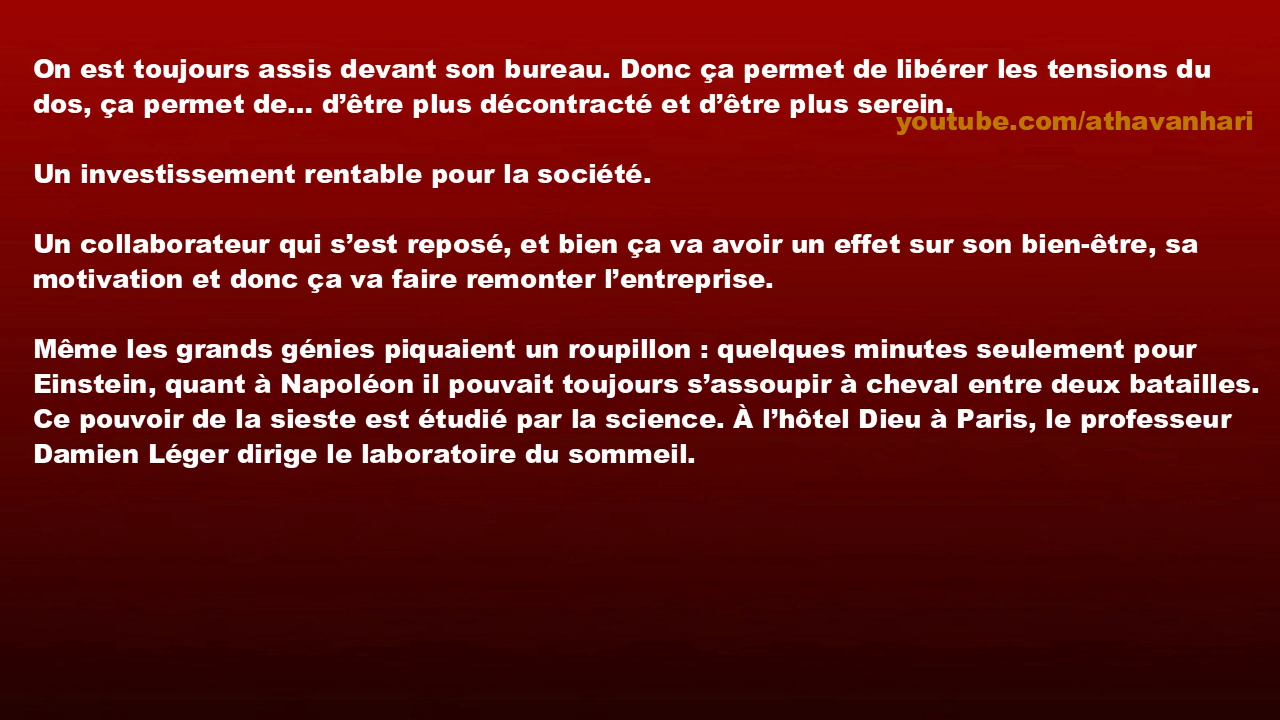 On est toujours assis devant son bureau. Donc ça permet de libérer les tensions du
dos, ça permet de... d’être plus décontracté et d’être plus serein.
youtube.com/athavanhari
Un investissement rentable pour la société.
Un collaborateur qui s’est reposé, et bien ça va avoir un effet sur son bien-être, sa
motivation et donc ça va faire remonter l’entreprise.
Même les grands génies piquaient un roupillon : quelques minutes seulement pour
Einstein, quant à Napoléon il pouvait toujours s’assoupir à cheval entre deux batailles.
Ce pouvoir de la sieste est étudié par la science. À l’hôtel Dieu à Paris, le professeur
Damien Léger dirige le laboratoire du sommeil.